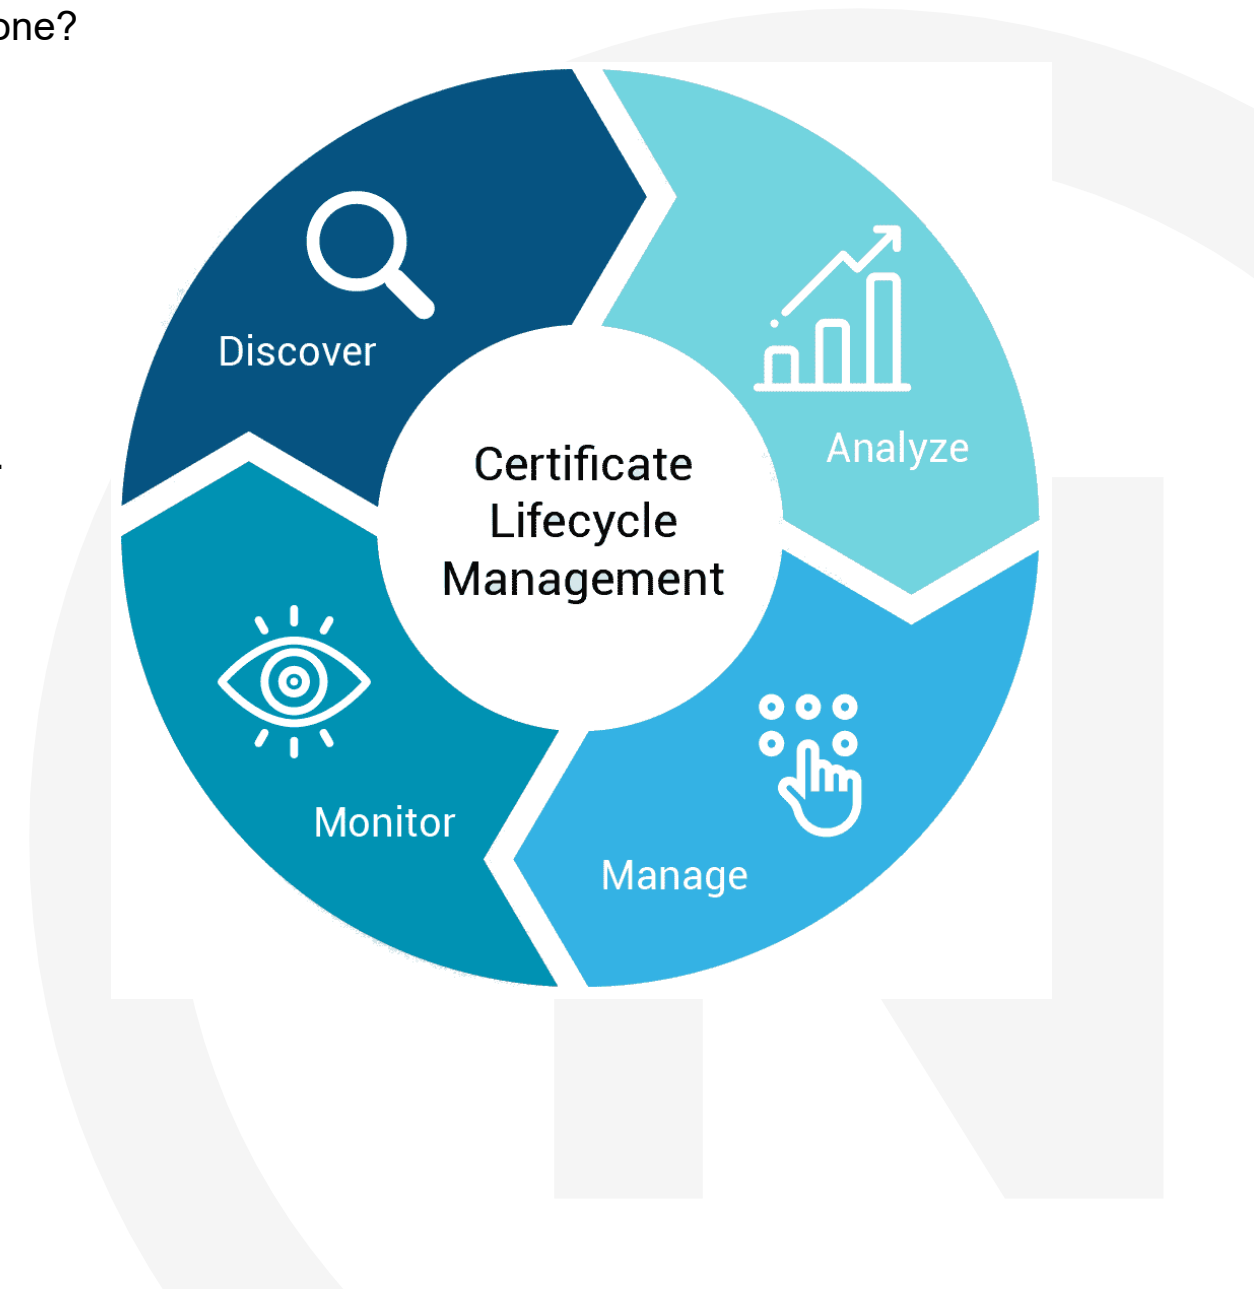 one?
Discover
Analyze
Certificate
Lifecycle
Management
Monitor
Manage